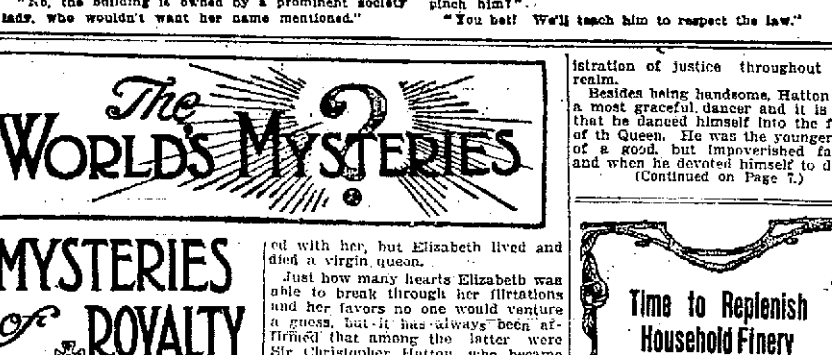 "No, the building is owned by a prominent society
lady, who wouldn't want her name mentioned."
pinch him?"
"You bet! We'll teach him to respect the law."
The
WORLD'S MYSTERIES
?
MYSTERIES
of ROYALTY
ed with her, but Elizabeth lived and
died a virgin queen.
Just how many hearts Elizabeth was
able to break through her flirtations
and her favors no one would venture
a guess, but it has always been af-
firmed that among the latter were
Sir Christopher Hatton, who became
istration of justice throughout
realm.
Besides being handsome, Hatton
a most graceful dancer and it is
that he danced himself into the f
of th Queen. He was the younger
of a good, but impoverished fa
and when he devoted himself to d
(Continued on Page 7.)
Time to Replenish
Household Finery